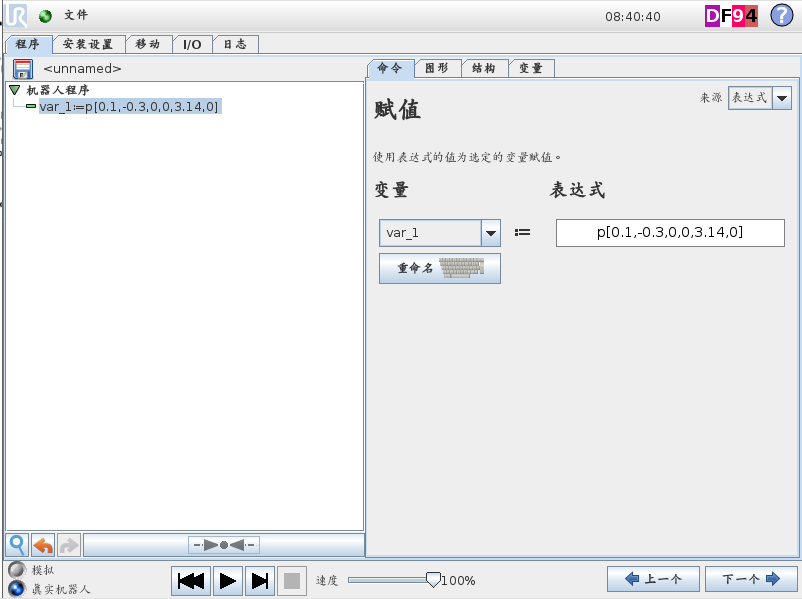 UR 文件 08:40:40 DF94 ?
程序 安装设置 移动 I/O 日志
<unnamed>
机器人程序
var_1≔p[0.1,-0.3,0,0,3.14,0]
命令 图形 结构 变量
赋值 来源 表达式
使用表达式的值为选定的变量赋值。
变量 表达式
var_1 ≔ p[0.1,-0.3,0,0,3.14,0]
重命名
模拟
真实机器人
速度 100% 上一个 下一个